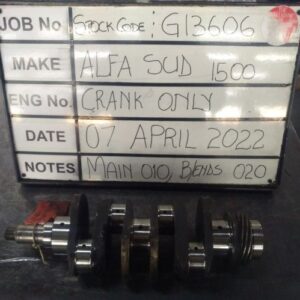 JOB No STOCK CODE: G13606
MAKE ALFA SUD 1500
ENG No. CRANK ONLY
DATE 07 APRIL 2022
NOTES MAIN 010, BENDS 020